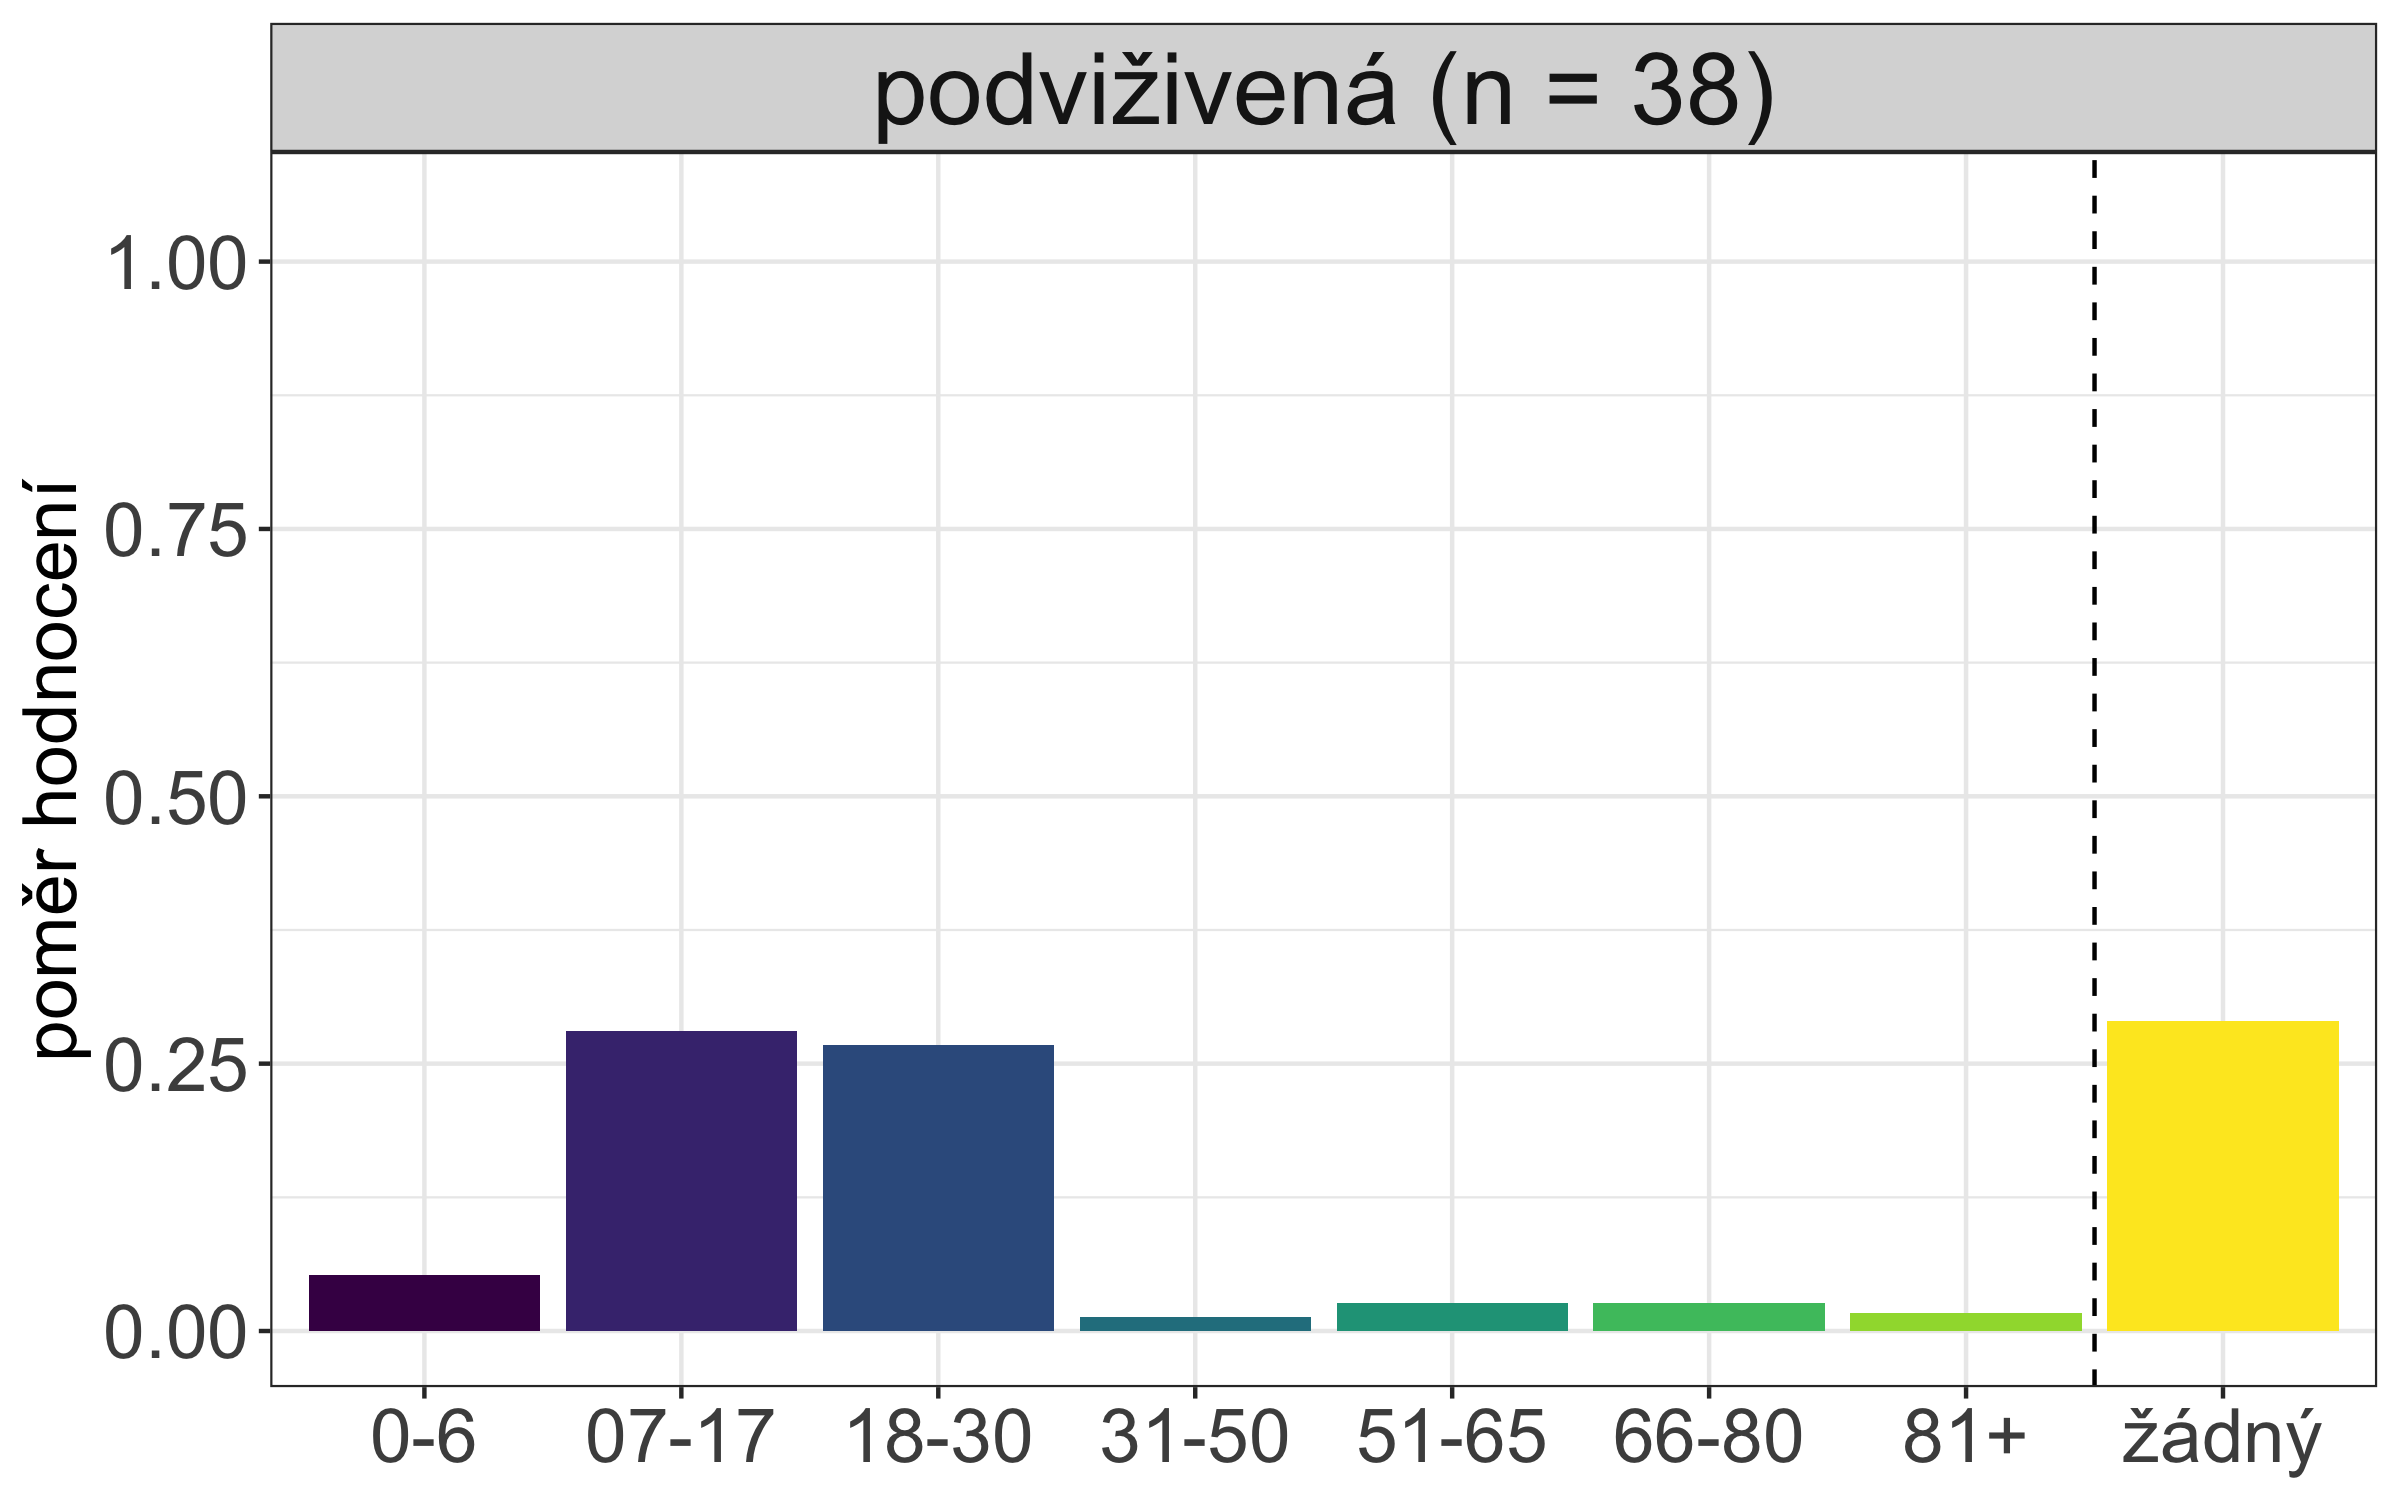 podviživená (n = 38)
poměr hodnocení
1.00
0.75
0.50
0.25
0.00
0-6 07-17 18-30 31-50 51-65 66-80 81+ žádný